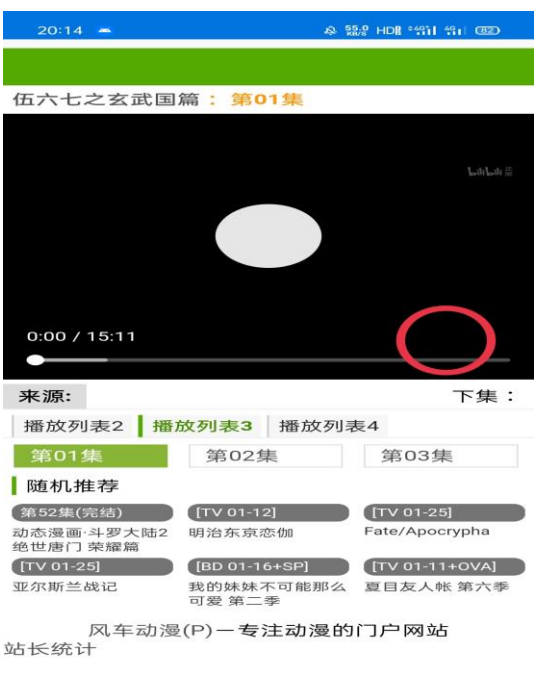 20:14
55.0 KB/S HD 4G 4G 82
伍六七之玄武国篇： 第01集
0:00 / 15:11
来源:
下集：
播放列表2 播放列表3 播放列表4
第01集 第02集 第03集
随机推荐
第52集(完结) [TV 01-12] [TV 01-25]
动态漫画·斗罗大陆2 明治东京恋伽 Fate/Apocrypha
绝世唐门 荣耀篇
[TV 01-25] [BD 01-16+SP] [TV 01-11+OVA]
亚尔斯兰战记 我的妹妹不可能那么 夏目友人帐 第六季
可爱 第二季
风车动漫(P)－专注动漫的门户网站
站长统计